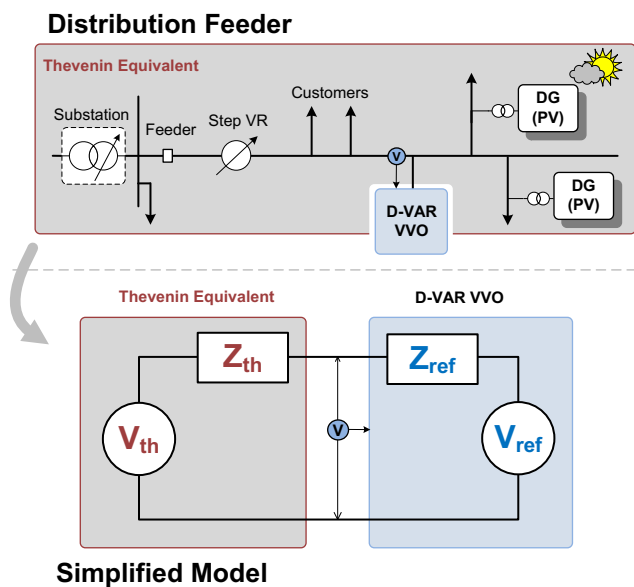 Distribution Feeder
Thevenin Equivalent
Substation
Feeder
Step VR
Customers
V
D-VAR
VVO
DG
(PV)
DG
(PV)
Thevenin Equivalent
D-VAR VVO
Zth
Zref
Vth
V
Vref
Simplified Model